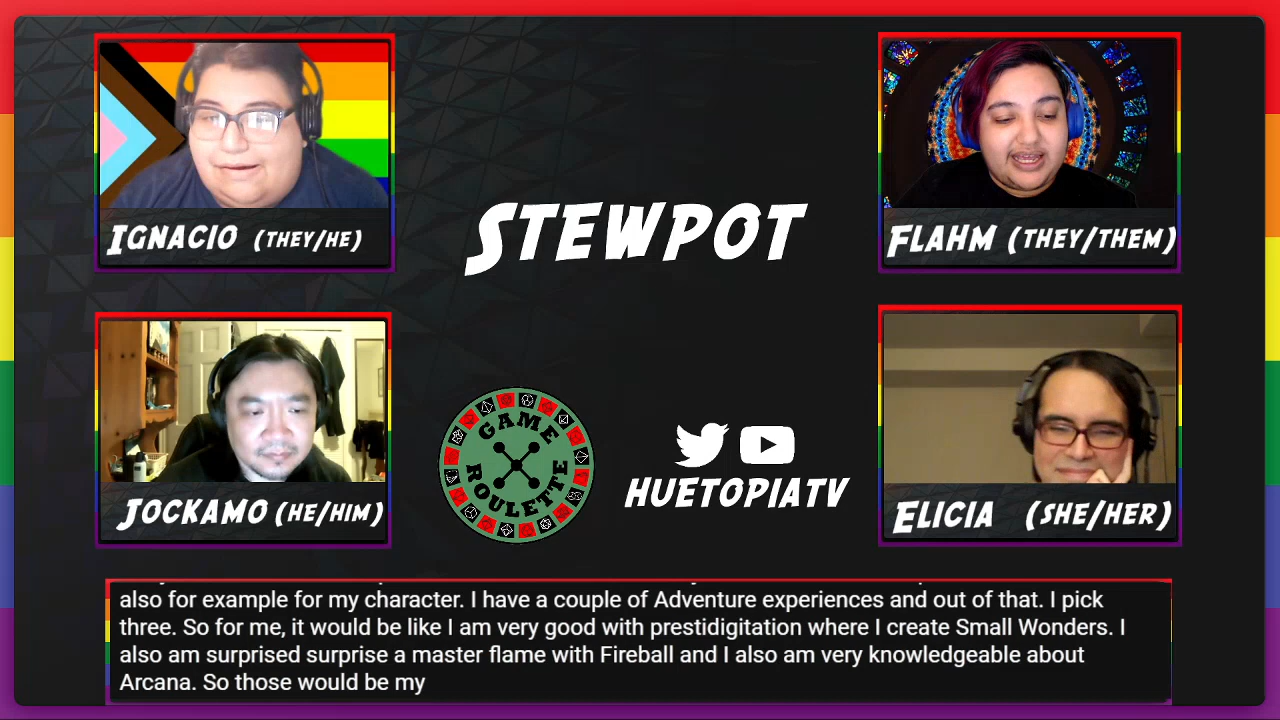 IGNACIO (THEY/HE)
STEWPOT
FLAHM (THEY/THEM)
JOCKAMO (HE/HIM)
GAME
ROULETTE
HUETOPIATV
ELICIA (SHE/HER)
also for example for my character. I have a couple of Adventure experiences and out of that. I pick
three. So for me, it would be like I am very good with prestidigitation where I create Small Wonders. I
also am surprised surprise a master flame with Fireball and I also am very knowledgeable about
Arcana. So those would be my